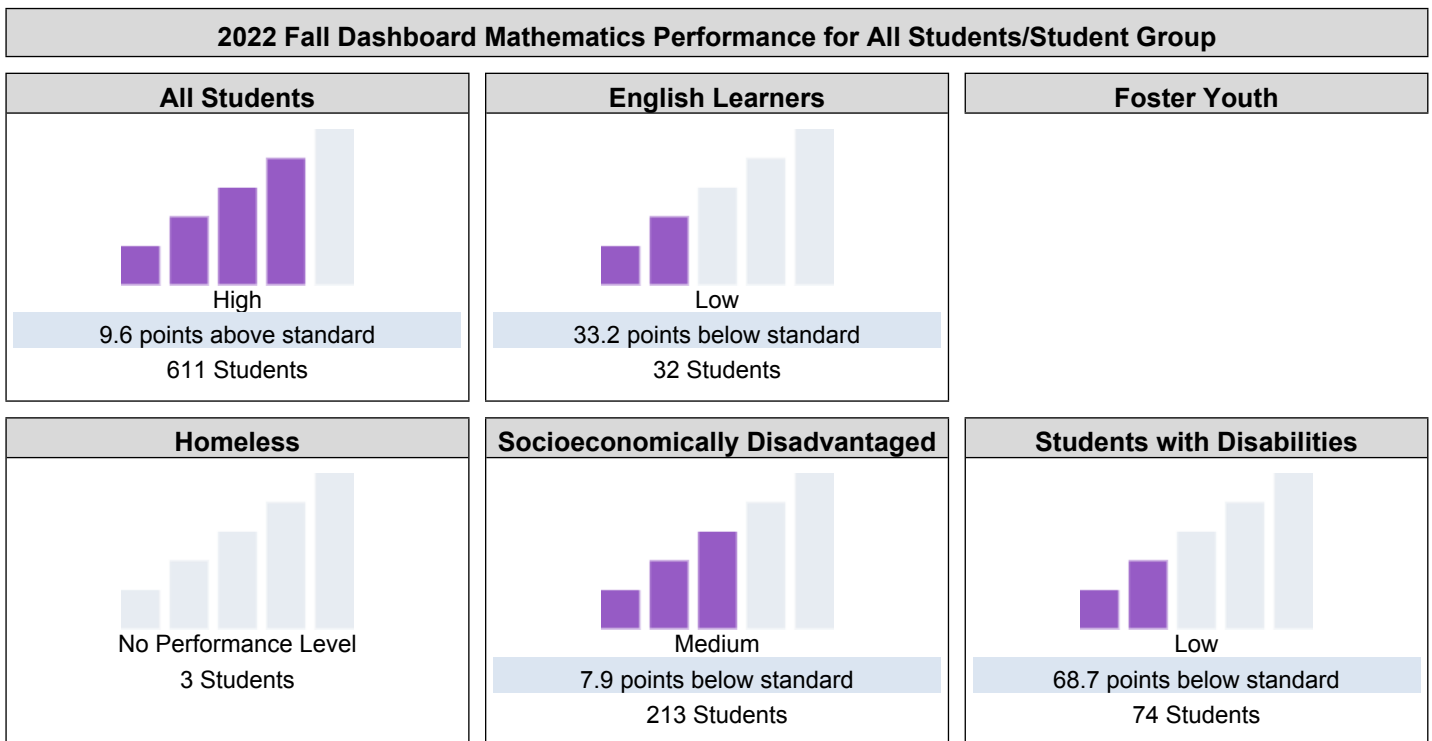 2022 Fall Dashboard Mathematics Performance for All Students/Student Group
All Students
High
9.6 points above standard
611 Students
English Learners
Low
33.2 points below standard
32 Students
Foster Youth
Homeless
No Performance Level
3 Students
Socioeconomically Disadvantaged
Medium
7.9 points below standard
213 Students
Students with Disabilities
Low
68.7 points below standard
74 Students